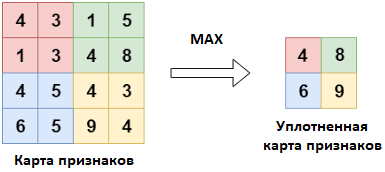 4 3 1 5
1 3 4 8
4 5 4 3
6 5 9 4
Карта признаков
MAX
4 8
6 9
Уплотненная
карта признаков